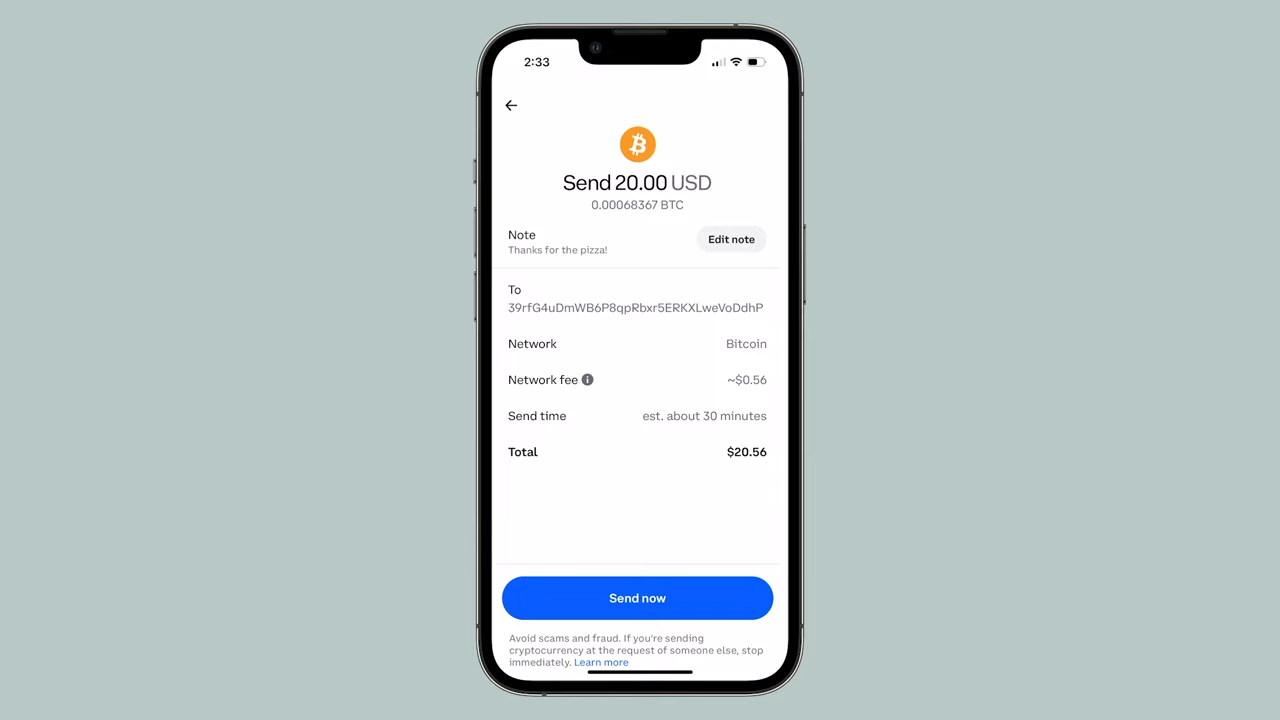 2:33
Send 20.00 USD
0.00068367 BTC
Note
Thanks for the pizza!
Edit note
To
39rfG4uDmWB6P8qpRbxr5ERKXLweVoDdhP
Network
Bitcoin
Network fee
~$0.56
Send time
est. about 30 minutes
Total
$20.56
Send now
Avoid scams and fraud. If you're sending
cryptocurrency at the request of someone else, stop
immediately. Learn more